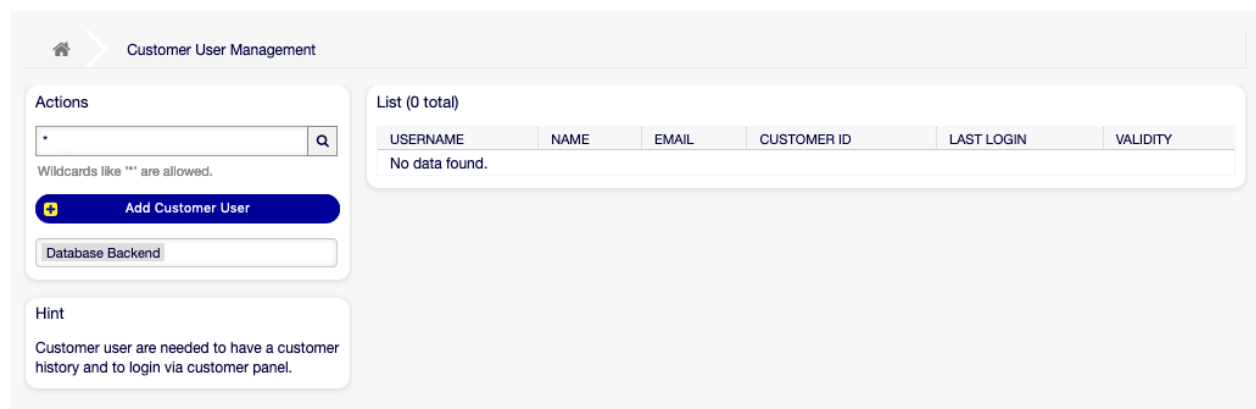 Customer User Management
Actions
*
Wildcards like '*' are allowed.
Add Customer User
Database Backend
Hint
Customer user are needed to have a customer
history and to login via customer panel.
List (0 total)
USERNAME NAME EMAIL CUSTOMER ID LAST LOGIN VALIDITY
No data found.